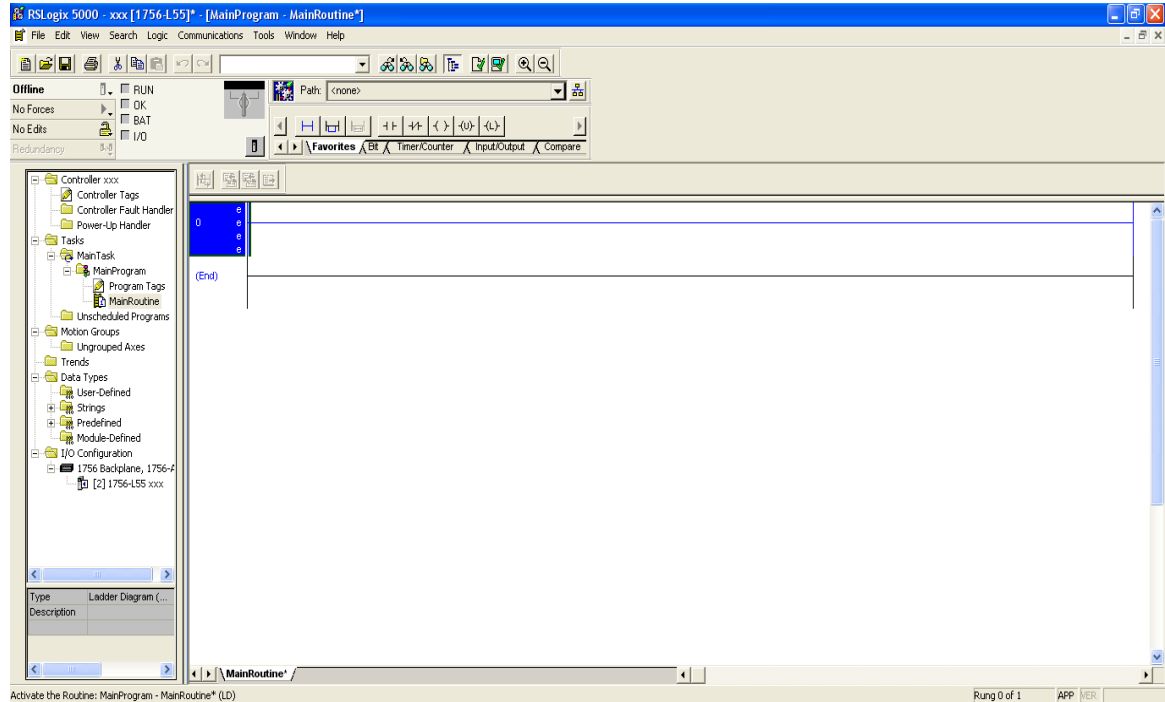 RSLogix 5000 - xxx [1756-L55]* - [MainProgram - MainRoutine*]
File Edit View Search Logic Communications Tools Window Help
Offline
RUN
No Forces
OK
No Edits
BAT
Redundancy
I/O
Path: <none>
Favorites Bit Timer/Counter Input/Output Compare
Controller xxx
Controller Tags
Controller Fault Handler
Power-Up Handler
Tasks
MainTask
MainProgram
Program Tags
MainRoutine
Unscheduled Programs
Motion Groups
Ungrouped Axes
Trends
Data Types
User-Defined
Strings
Predefined
Module-Defined
I/O Configuration
1756 Backplane, 1756-A
[2] 1756-L55 xxx
Type Ladder Diagram (...
Description
e
0 e
e
e
(End)
MainRoutine*
Activate the Routine: MainProgram - MainRoutine* (LD)
Rung 0 of 1 APP VER